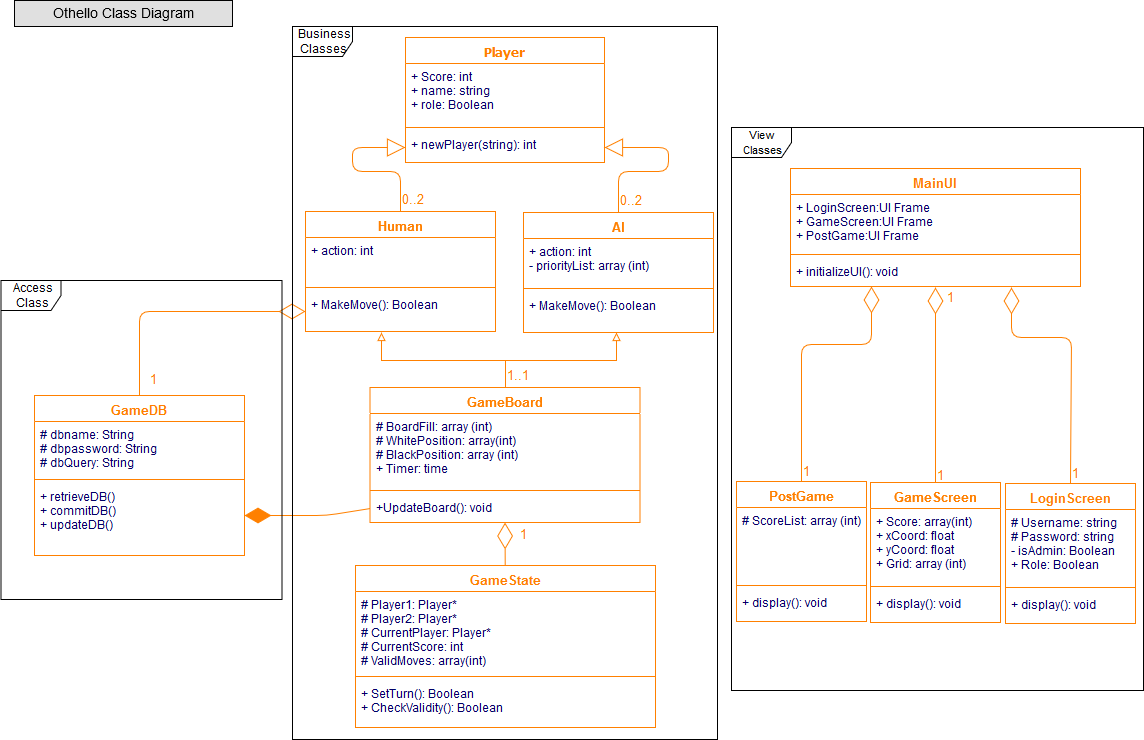 Othello Class Diagram
Business
Classes
Player
+ Score: int
+ name: string
+ role: Boolean
+ newPlayer(string): int
0..2
0..2
Human
+ action: int
+ MakeMove(): Boolean
AI
+ action: int
- priorityList: array (int)
+ MakeMove(): Boolean
1..1
GameBoard
# BoardFill: array (int)
# WhitePosition: array(int)
# BlackPosition: array (int)
+ Timer: time
+UpdateBoard(): void
1
GameState
# Player1: Player*
# Player2: Player*
# CurrentPlayer: Player*
# CurrentScore: int
# ValidMoves: array(int)
+ SetTurn(): Boolean
+ CheckValidity(): Boolean
Access
Class
1
GameDB
# dbname: String
# dbpassword: String
# dbQuery: String
+ retrieveDB()
+ commitDB()
+ updateDB()
View
Classes
MainUI
+ LoginScreen:UI Frame
+ GameScreen:UI Frame
+ PostGame:UI Frame
+ initializeUI(): void
1
1
1
1
PostGame
# ScoreList: array (int)
+ display(): void
GameScreen
+ Score: array(int)
+ xCoord: float
+ yCoord: float
+ Grid: array (int)
+ display(): void
LoginScreen
# Username: string
# Password: string
- isAdmin: Boolean
+ Role: Boolean
+ display(): void